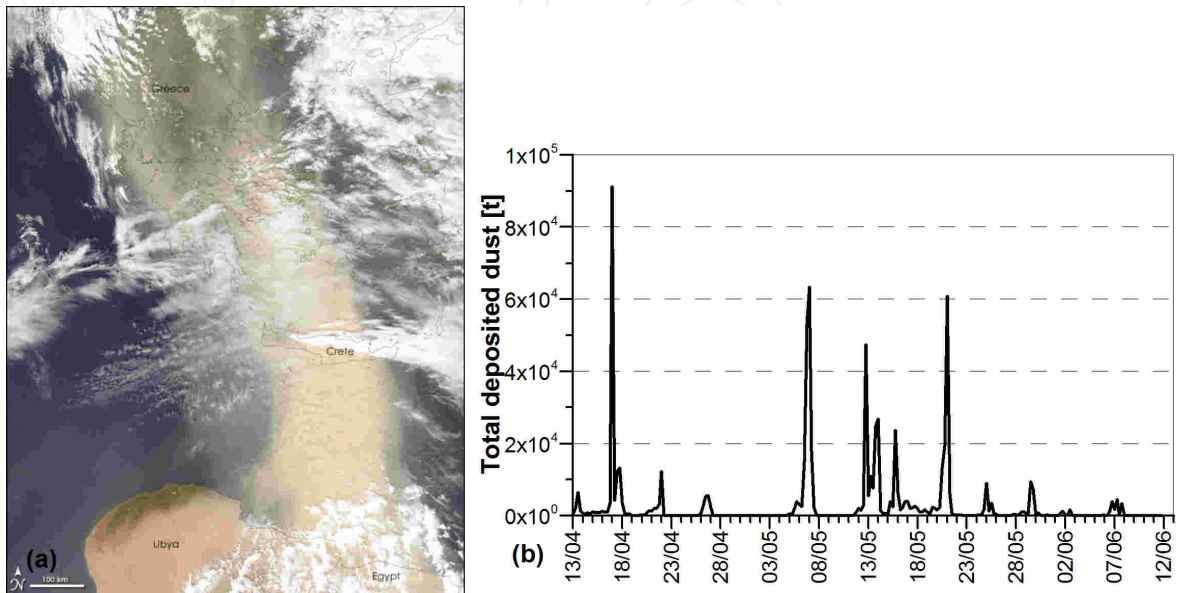 Greece
Crete
Libya
Egypt
(a)
N
100 km
Total deposited dust [t]
1x10⁵
8x10⁴
6x10⁴
4x10⁴
2x10⁴
0x10⁰
13/04
18/04
23/04
28/04
03/05
08/05
13/05
18/05
23/05
28/05
02/06
07/06
12/06
(b)